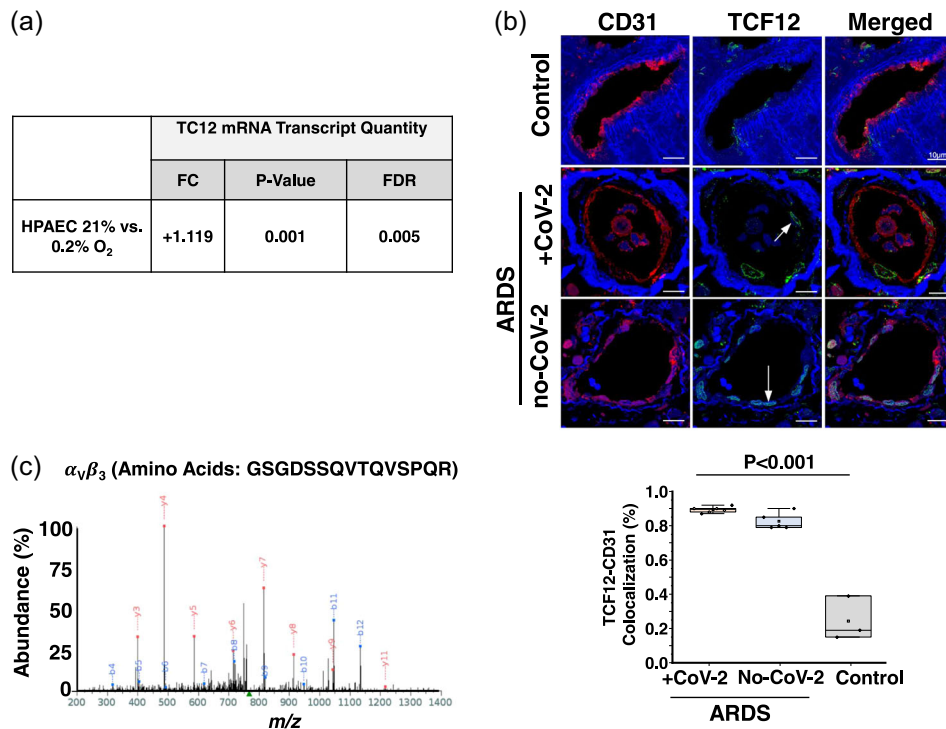 (a)
TC12 mRNA Transcript Quantity
FC P-Value FDR
HPAEC 21% vs.
0.2% O₂
+1.119 0.001 0.005
(b)
CD31 TCF12 Merged
Control
10μm
ARDS
+CoV-2
no-CoV-2
(c)
αᵥβ₃ (Amino Acids: GSGDSSQVTQVSPQR)
Abundance (%)
100
75
50
25
0
y3
y4
y5
y6
y7
y8
y9
y11
b4
b5
b6
b7
b8
b9
b10
b11
b12
200 400 600 800 1000 1100 1200 1300 1400
m/z
P<0.001
TCF12-CD31
Colocalization (%)
1.0
0.8
0.6
0.4
0.2
0.0
+CoV-2 No-CoV-2 Control
ARDS